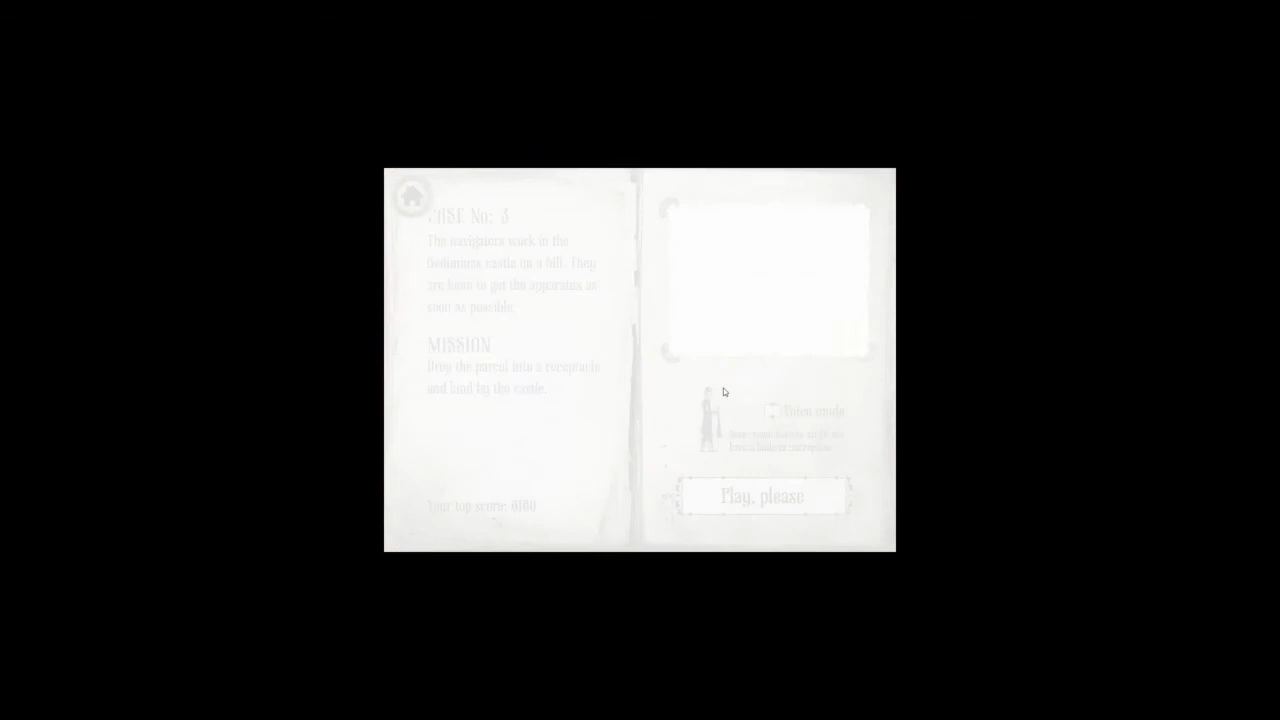 CASE No: 3
The navigators work in the
Gediminas castle on a hill. They
are keen to get the apparatus as
soon as possible.
MISSION
Drop the parcel into a receptacle
and land by the castle.
Your top score: 6160
Play, please